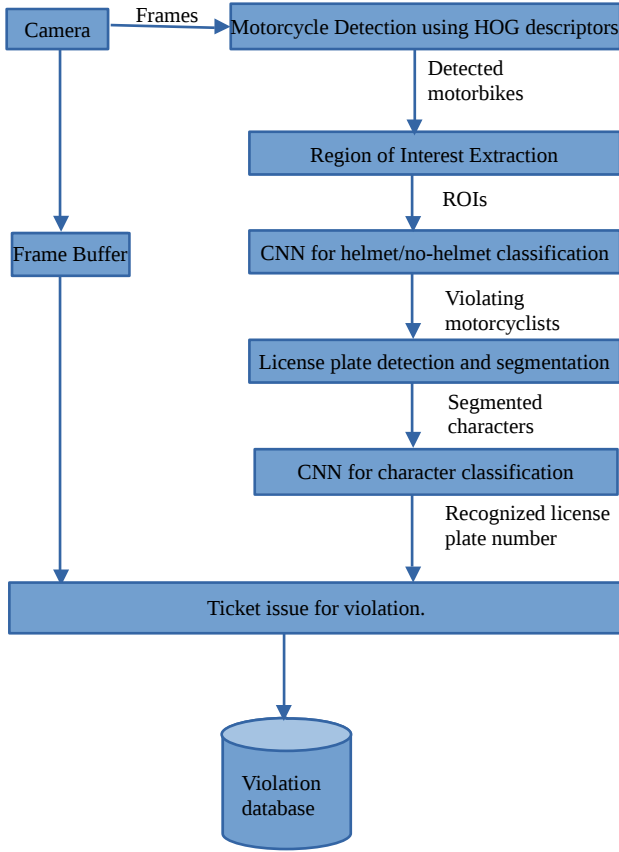 Camera
Frames
Motorcycle Detection using HOG descriptors
Detected
motorbikes
Region of Interest Extraction
ROIs
Frame Buffer
CNN for helmet/no-helmet classification
Violating
motorcyclists
License plate detection and segmentation
Segmented
characters
CNN for character classification
Recognized license
plate number
Ticket issue for violation.
Violation
database